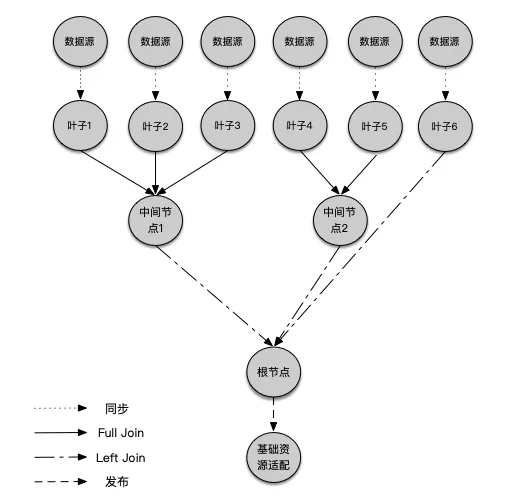 数据源
数据源
数据源
数据源
数据源
数据源
叶子1
叶子2
叶子3
叶子4
叶子5
叶子6
中间节
点1
中间节
点2
根节点
基础资
源适配
同步
Full Join
Left Join
发布